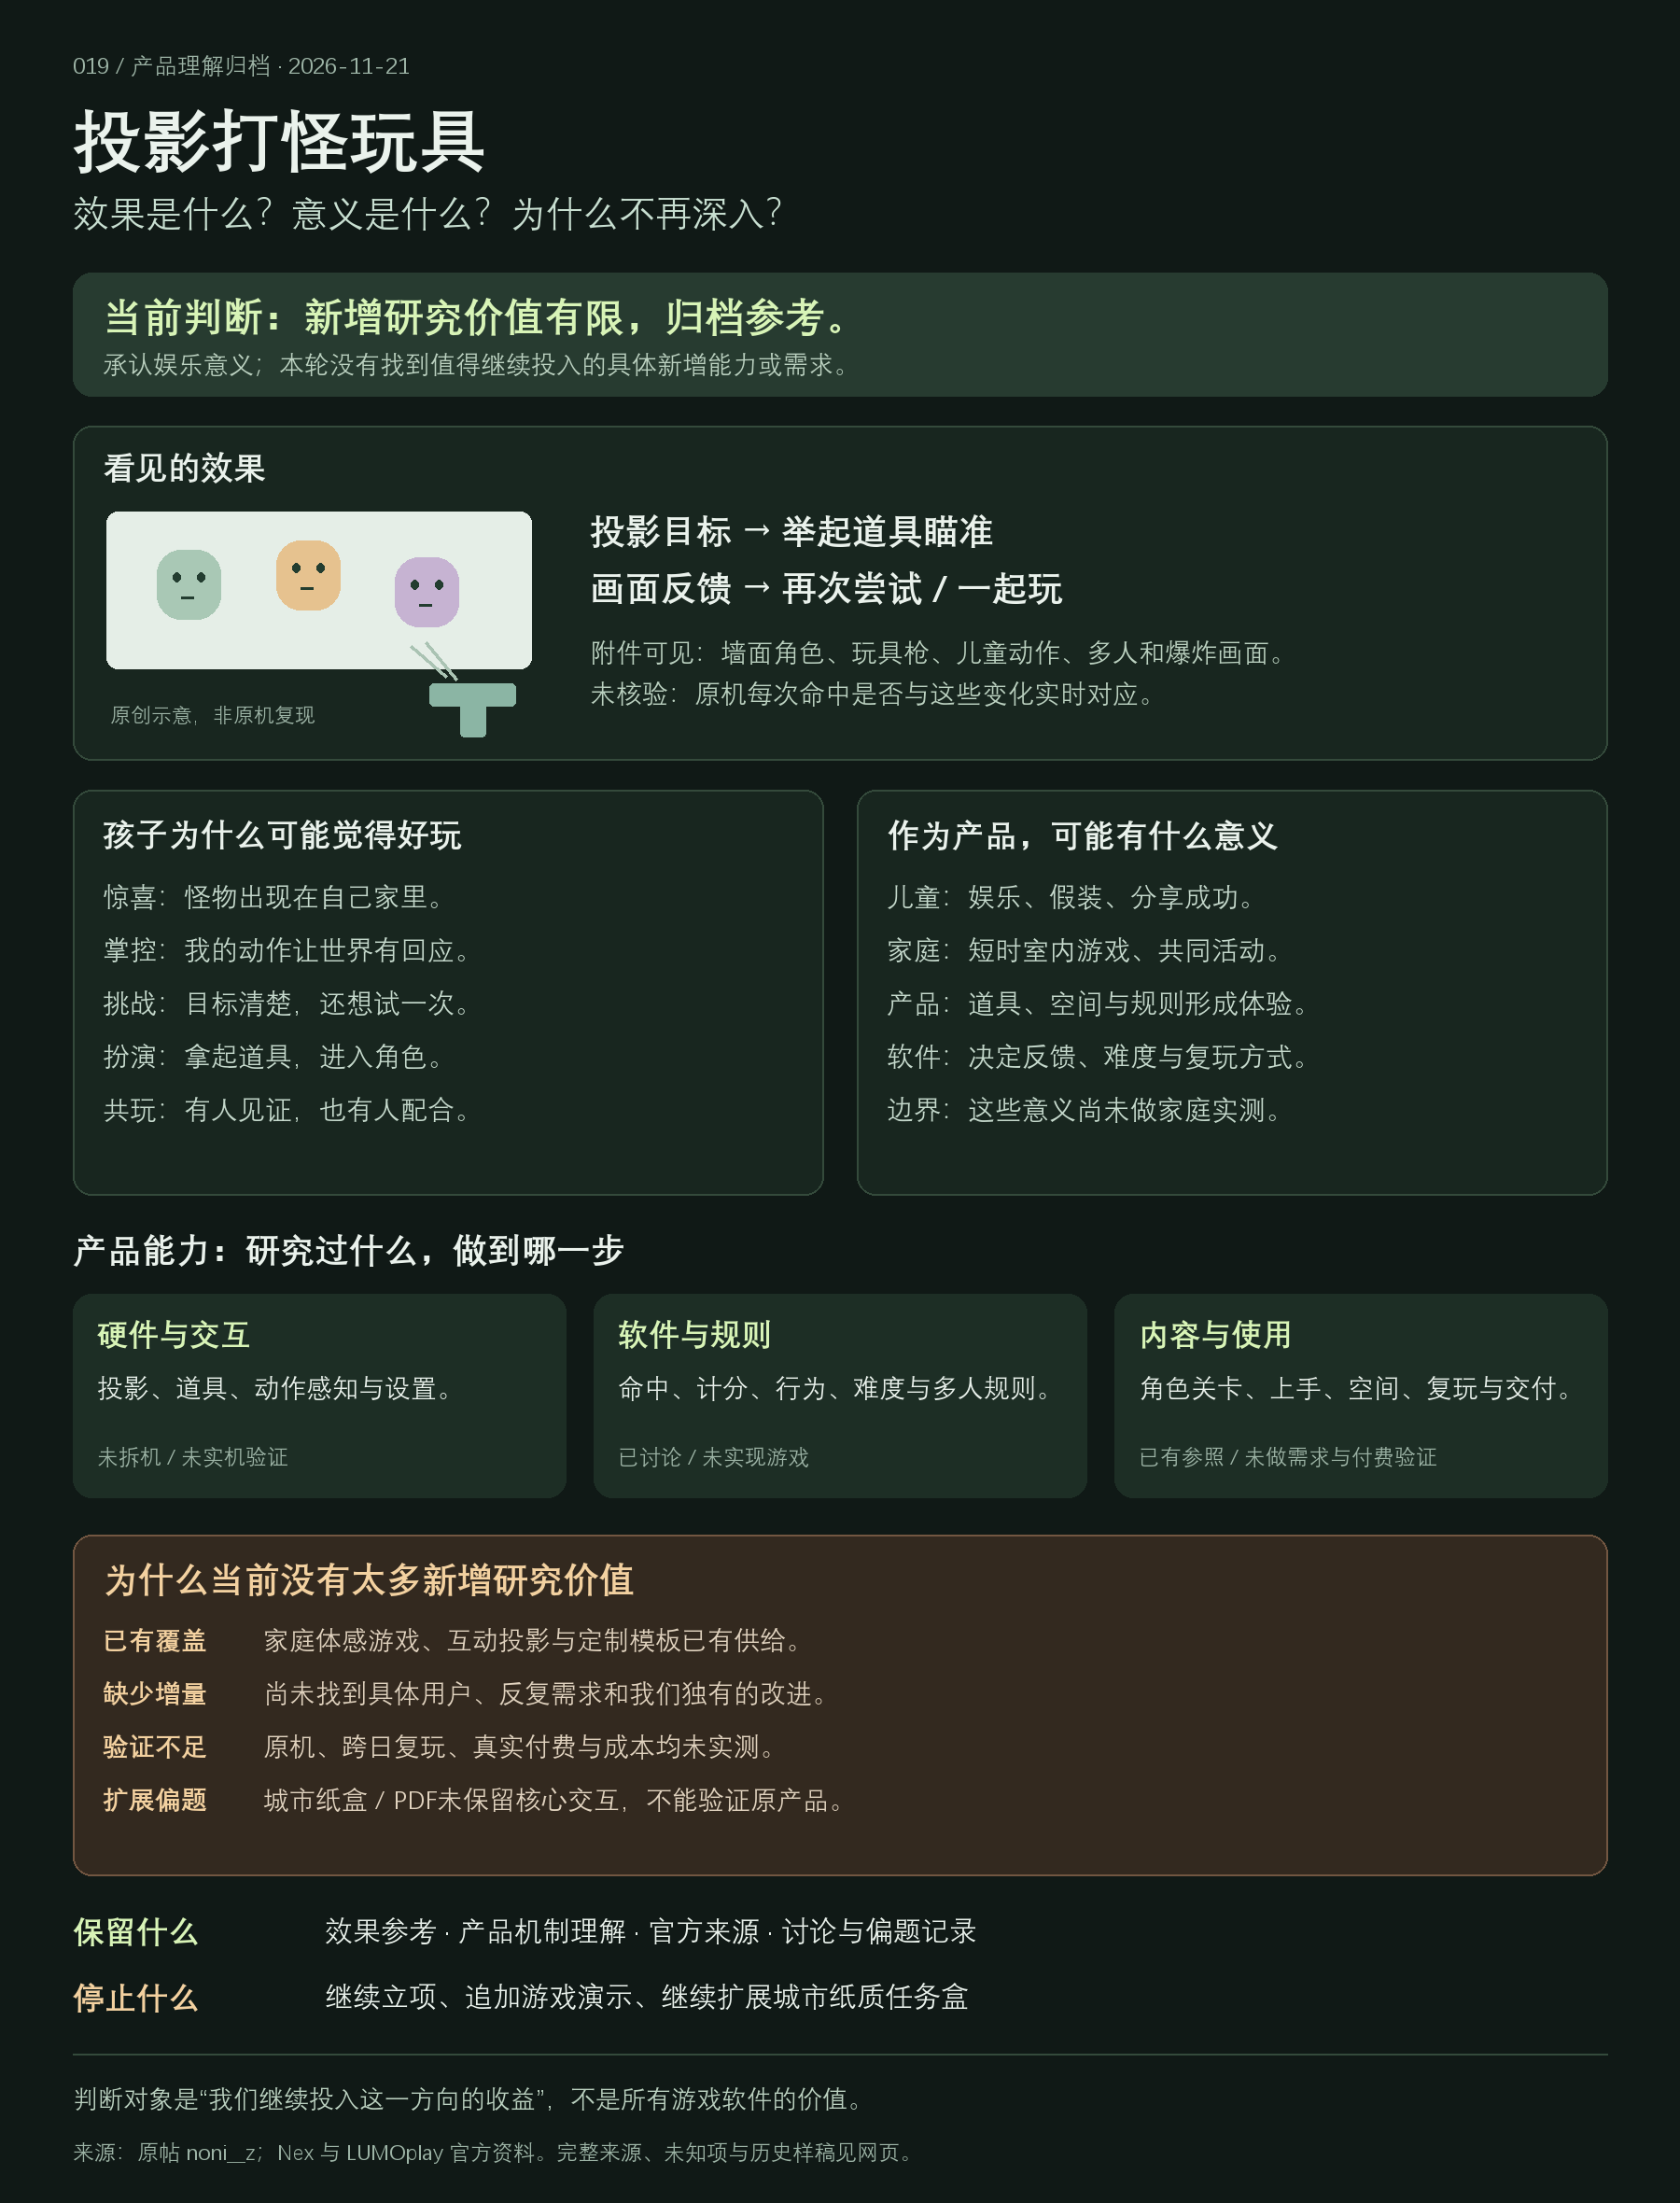 019 / 产品理解归档 · 2026-11-21
投影打怪玩具
效果是什么？意义是什么？为什么不再深入？
当前判断：新增研究价值有限，归档参考。
承认娱乐意义；本轮没有找到值得继续投入的具体新增能力或需求。
看见的效果
投影目标 → 举起道具瞄准
画面反馈 → 再次尝试 / 一起玩
附件可见：墙面角色、玩具枪、儿童动作、多人和爆炸画面。
未核验：原机每次命中是否与这些变化实时对应。
原创示意，非原机复现
孩子为什么可能觉得好玩
惊喜：怪物出现在自己家里。
掌控：我的动作让世界有回应。
挑战：目标清楚，还想试一次。
扮演：拿起道具，进入角色。
共玩：有人见证，也有人配合。
作为产品，可能有什么意义
儿童：娱乐、假装、分享成功。
家庭：短时室内游戏、共同活动。
产品：道具、空间与规则形成体验。
软件：决定反馈、难度与复玩方式。
边界：这些意义尚未做家庭实测。
产品能力：研究过什么，做到哪一步
硬件与交互
投影、道具、动作感知与设置。
未拆机 / 未实机验证
软件与规则
命中、计分、行为、难度与多人规则。
已讨论 / 未实现游戏
内容与使用
角色关卡、上手、空间、复玩与交付。
已有参照 / 未做需求与付费验证
为什么当前没有太多新增研究价值
已有覆盖 家庭体感游戏、互动投影与定制模板已有供给。
缺少增量 尚未找到具体用户、反复需求和我们独有的改进。
验证不足 原机、跨日复玩、真实付费与成本均未实测。
扩展偏题 城市纸盒 / PDF未保留核心交互，不能验证原产品。
保留什么 效果参考 · 产品机制理解 · 官方来源 · 讨论与偏题记录
停止什么 继续立项、追加游戏演示、继续扩展城市纸质任务盒
判断对象是“我们继续投入这一方向的收益”，不是所有游戏软件的价值。
来源：原帖 noni__z；Nex 与 LUMOplay 官方资料。完整来源、未知项与历史样稿见网页。